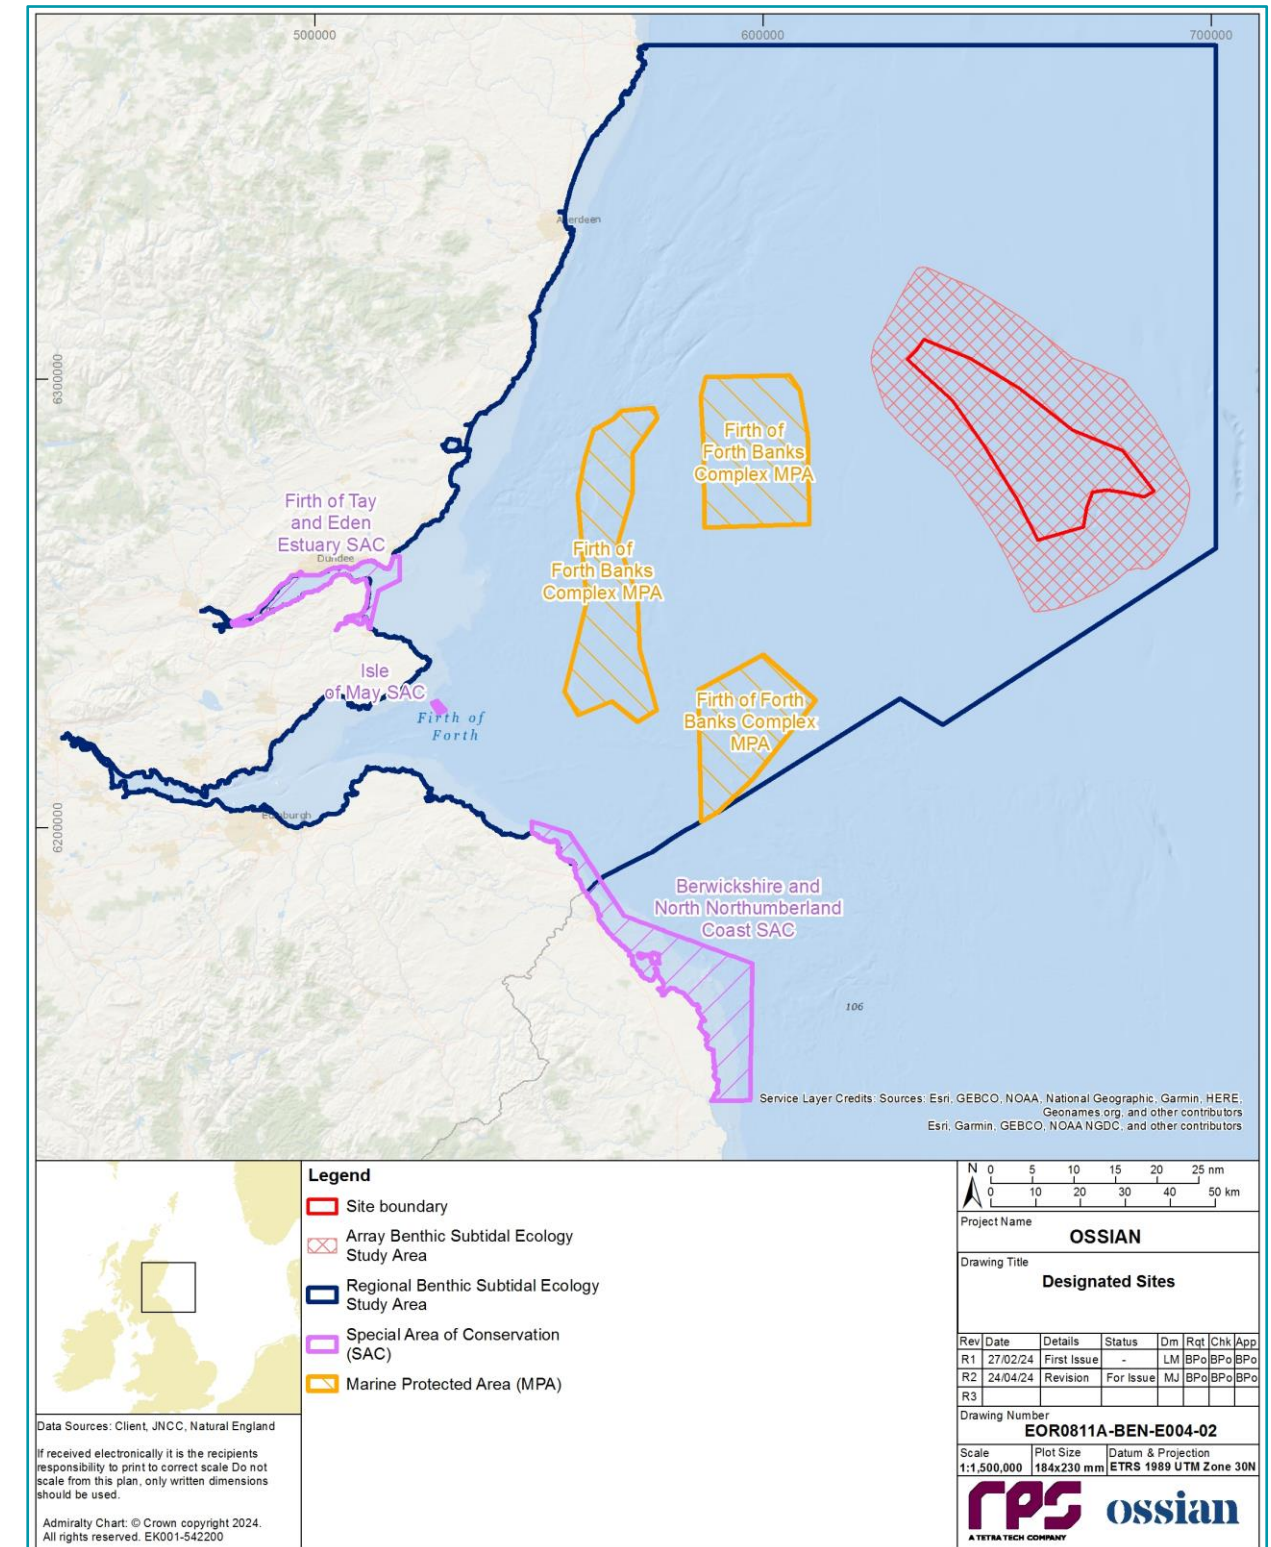 500000
600000
700000
6300000
6200000
Aberdeen
Firth of
Forth Banks
Complex MPA
Firth of Tay
and Eden
Estuary SAC
Dundee
Firth of
Forth Banks
Complex MPA
Isle
of May SAC
Firth of
Forth
Firth of Forth
Banks Complex
MPA
Edinburgh
Berwickshire and
North Northumberland
Coast SAC
106
Service Layer Credits: Sources: Esri, GEBCO, NOAA, National Geographic, Garmin, HERE,
Geonames.org, and other contributors
Esri, Garmin, GEBCO, NOAA NGDC, and other contributors
Legend
Site boundary
Array Benthic Subtidal Ecology
Study Area
Regional Benthic Subtidal Ecology
Study Area
Special Area of Conservation
(SAC)
Marine Protected Area (MPA)
Data Sources: Client, JNCC, Natural England
If received electronically it is the recipients
responsibility to print to correct scale Do not
scale from this plan, only written dimensions
should be used.
Admiralty Chart: © Crown copyright 2024.
All rights reserved. EK001-542200
N 0 5 10 15 20 25 nm
0 10 20 30 40 50 km
Project Name
OSSIAN
Drawing Title
Designated Sites
Rev Date Details Status Dm Rqt Chk App
R1 27/02/24 First Issue - LM BPo BPo BPo
R2 24/04/24 Revision For Issue MJ BPo BPo BPo
R3
Drawing Number
EOR0811A-BEN-E004-02
Scale Plot Size Datum & Projection
1:1,500,000 184x230 mm ETRS 1989 UTM Zone 30N
rps ossian
A TETRA TECH COMPANY